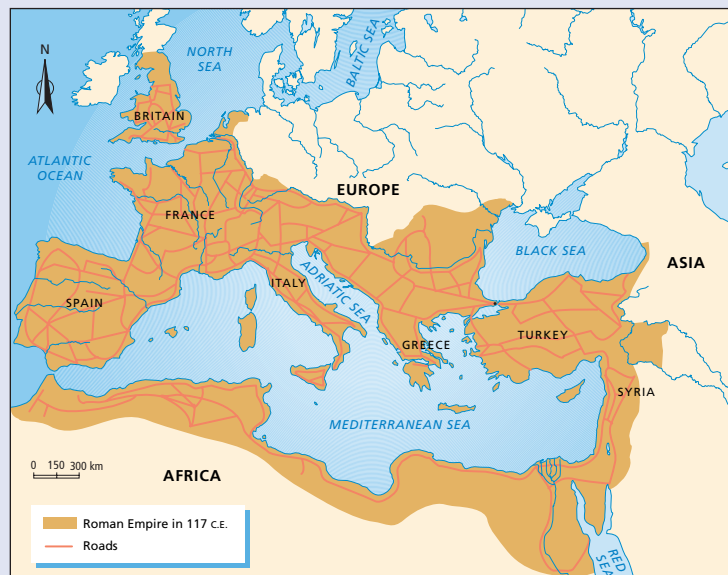 N
NORTH
SEA
BALTIC SEA
BRITAIN
ATLANTIC
OCEAN
EUROPE
FRANCE
BLACK SEA
ASIA
ADRIATIC SEA
ITALY
SPAIN
TURKEY
GREECE
SYRIA
MEDITERRANEAN SEA
0 150 300 km
AFRICA
Roman Empire in 117 C.E.
Roads
RED
SEA